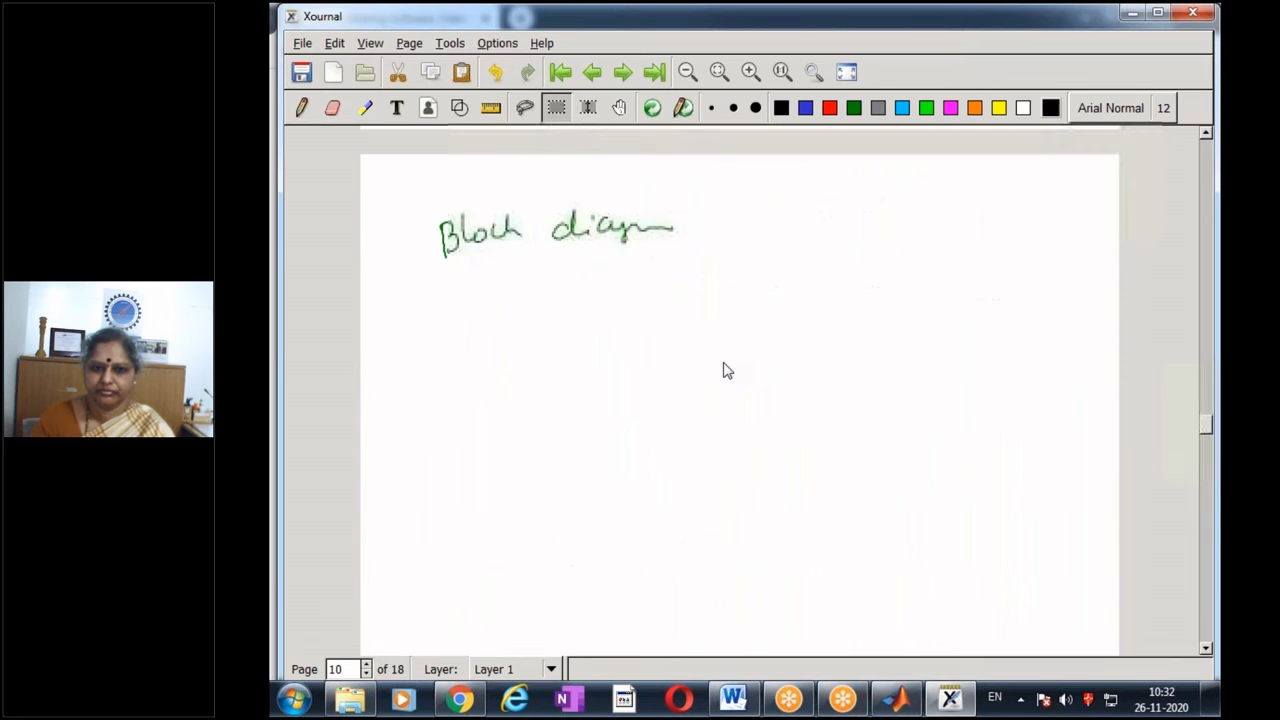 Xournal
File Edit View Page Tools Options Help
Arial Normal 12
Block diagram
Page 10 of 18 Layer: Layer 1
EN
10:32
26-11-2020